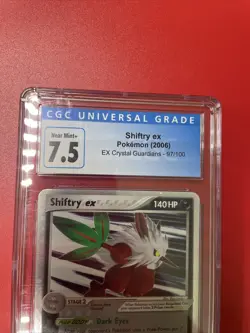 CGC UNIVERSAL GRADE
Near Mint+
7.5
Shiftry ex
Pokémon (2006)
EX Crystal Guardians - 97/100
Shiftry ex
140 HP
STAGE 2
Dark Eyes